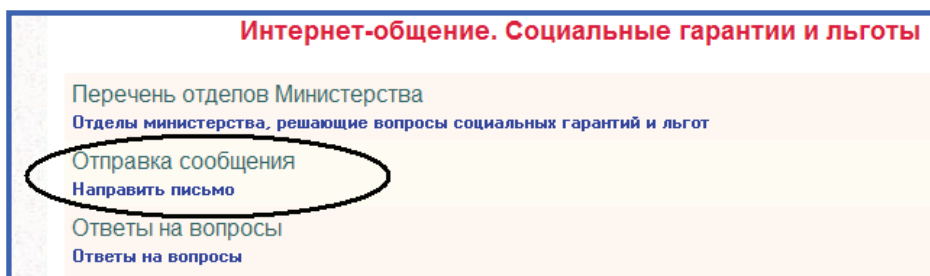 Интернет-общение. Социальные гарантии и льготы
Перечень отделов Министерства
Отделы министерства, решающие вопросы социальных гарантий и льгот
Отправка сообщения
Направить письмо
Ответы на вопросы
Ответы на вопросы